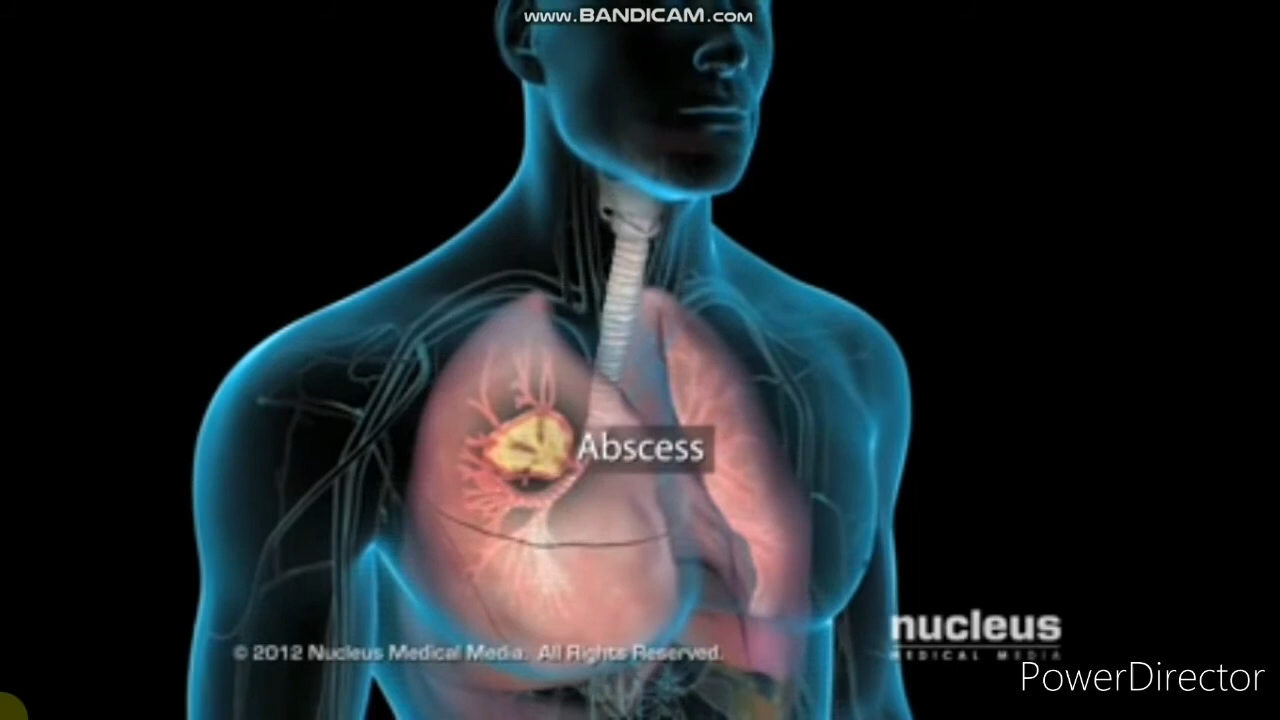 www.BANDICAM.com
Abscess
nucleus
MEDICAL MEDIA
© 2012 Nucleus Medical Media. All Rights Reserved.
PowerDirector